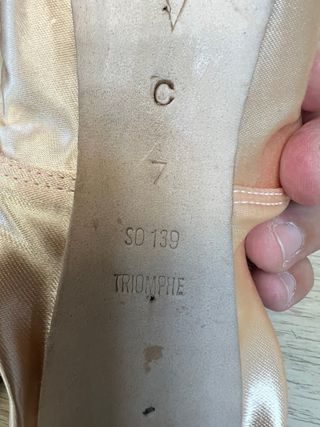 C
7
SO 139
TRIOMPHE